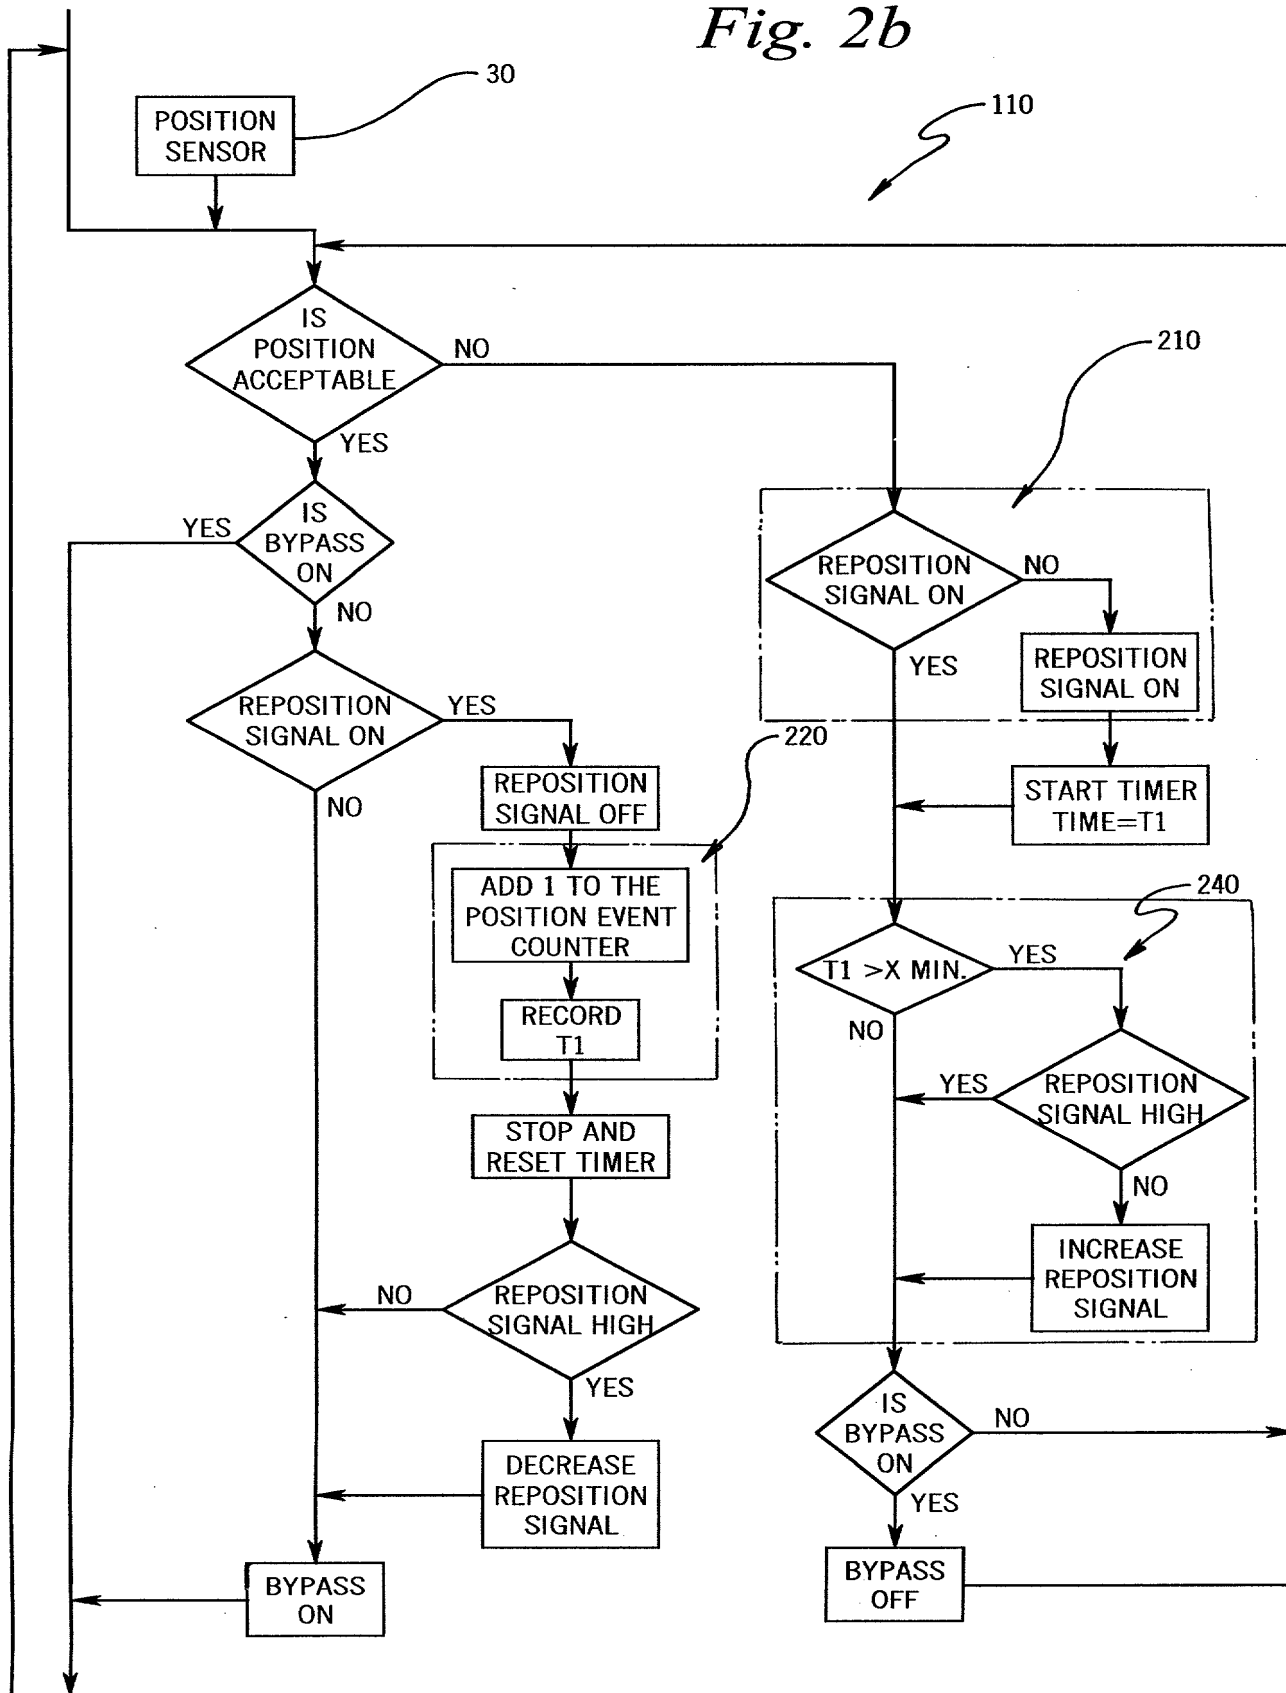 Fig. 2b
30
POSITION
SENSOR
110
IS
POSITION
ACCEPTABLE
NO
210
YES
IS
BYPASS
ON
YES
NO
REPOSITION
SIGNAL ON
NO
YES
REPOSITION
SIGNAL ON
REPOSITION
SIGNAL ON
YES
NO
220
REPOSITION
SIGNAL OFF
START TIMER
TIME=T1
ADD 1 TO THE
POSITION EVENT
COUNTER
RECORD
T1
240
T1 >X MIN.
YES
NO
REPOSITION
SIGNAL HIGH
YES
NO
STOP AND
RESET TIMER
INCREASE
REPOSITION
SIGNAL
REPOSITION
SIGNAL HIGH
NO
YES
IS
BYPASS
ON
NO
YES
DECREASE
REPOSITION
SIGNAL
BYPASS
ON
BYPASS
OFF